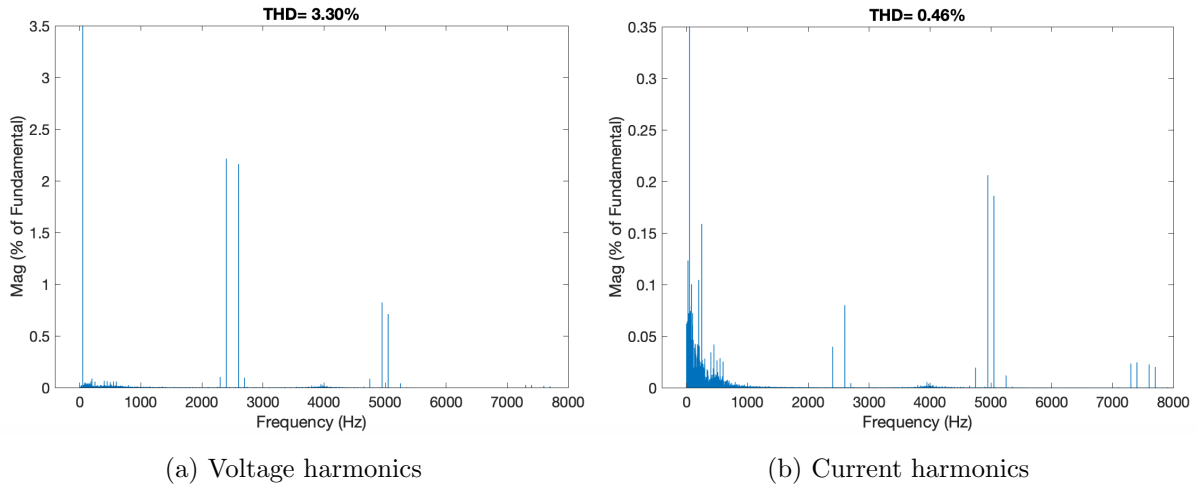 THD= 3.30%
3.5
3
2.5
2
1.5
1
0.5
0
Mag (% of Fundamental)
0 1000 2000 3000 4000 5000 6000 7000 8000
Frequency (Hz)
(a) Voltage harmonics
THD= 0.46%
0.35
0.3
0.25
0.2
0.15
0.1
0.05
0
Mag (% of Fundamental)
0 1000 2000 3000 4000 5000 6000 7000 8000
Frequency (Hz)
(b) Current harmonics